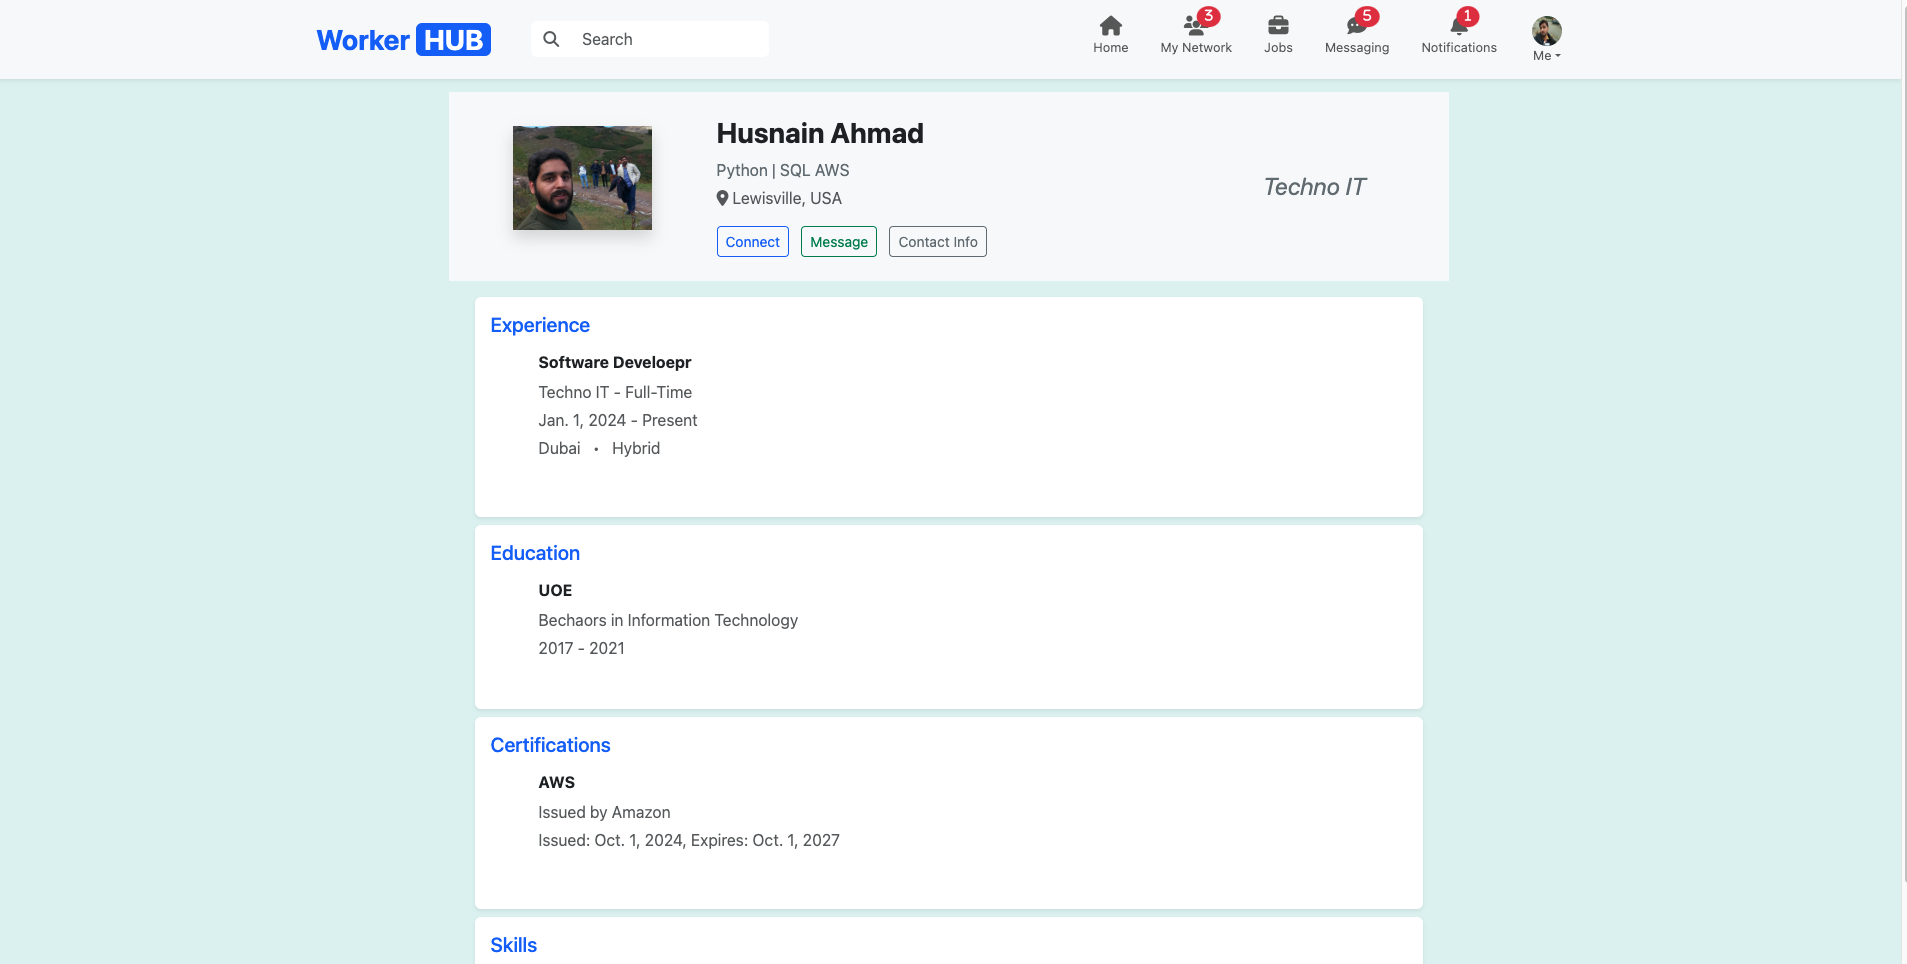 Worker HUB
Search
Home
3
My Network
Jobs
5
Messaging
1
Notifications
Me
Husnain Ahmad
Python | SQL AWS
Lewisville, USA
Connect
Message
Contact Info
Techno IT
Experience
Software Develoepr
Techno IT - Full-Time
Jan. 1, 2024 - Present
Dubai • Hybrid
Education
UOE
Bechaors in Information Technology
2017 - 2021
Certifications
AWS
Issued by Amazon
Issued: Oct. 1, 2024, Expires: Oct. 1, 2027
Skills